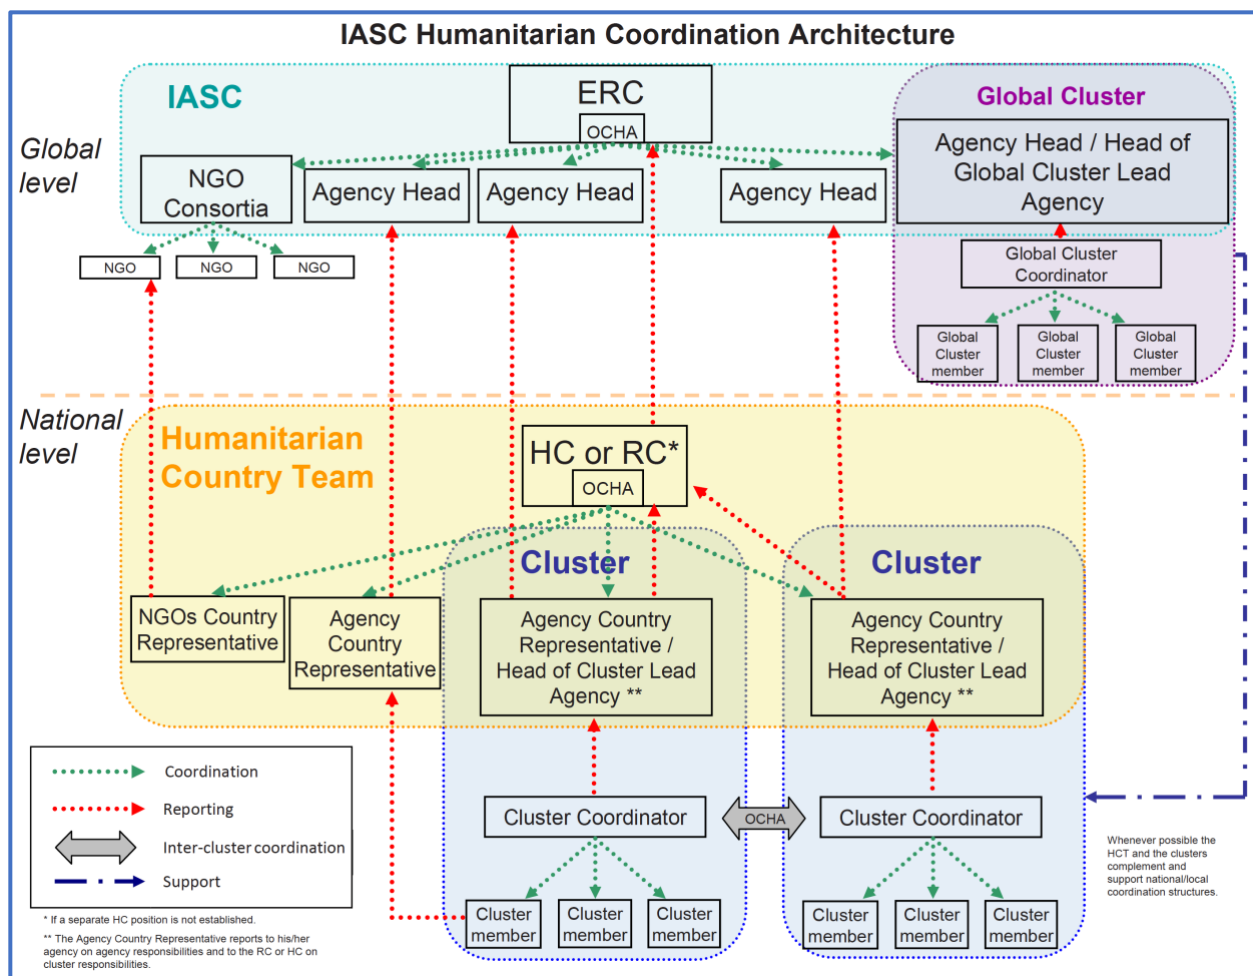 IASC Humanitarian Coordination Architecture
IASC
ERC
OCHA
Global Cluster
Global
level
NGO
Consortia
Agency Head
Agency Head
Agency Head
Agency Head / Head of
Global Cluster Lead
Agency
NGO
NGO
NGO
Global Cluster
Coordinator
Global
Cluster
member
Global
Cluster
member
Global
Cluster
member
National
level
Humanitarian
Country Team
HC or RC*
OCHA
Cluster
Cluster
NGOs Country
Representative
Agency
Country
Representative
Agency Country
Representative /
Head of Cluster Lead
Agency **
Agency Country
Representative /
Head of Cluster Lead
Agency **
Coordination
Reporting
Inter-cluster coordination
Support
Cluster Coordinator
OCHA
Cluster Coordinator
Cluster
member
Cluster
member
Cluster
member
Cluster
member
Cluster
member
Cluster
member
Whenever possible the
HCT and the clusters
complement and
support national/local
coordination structures.
* If a separate HC position is not established.
** The Agency Country Representative reports to his/her
agency on agency responsibilities and to the RC or HC on
cluster responsibilities.